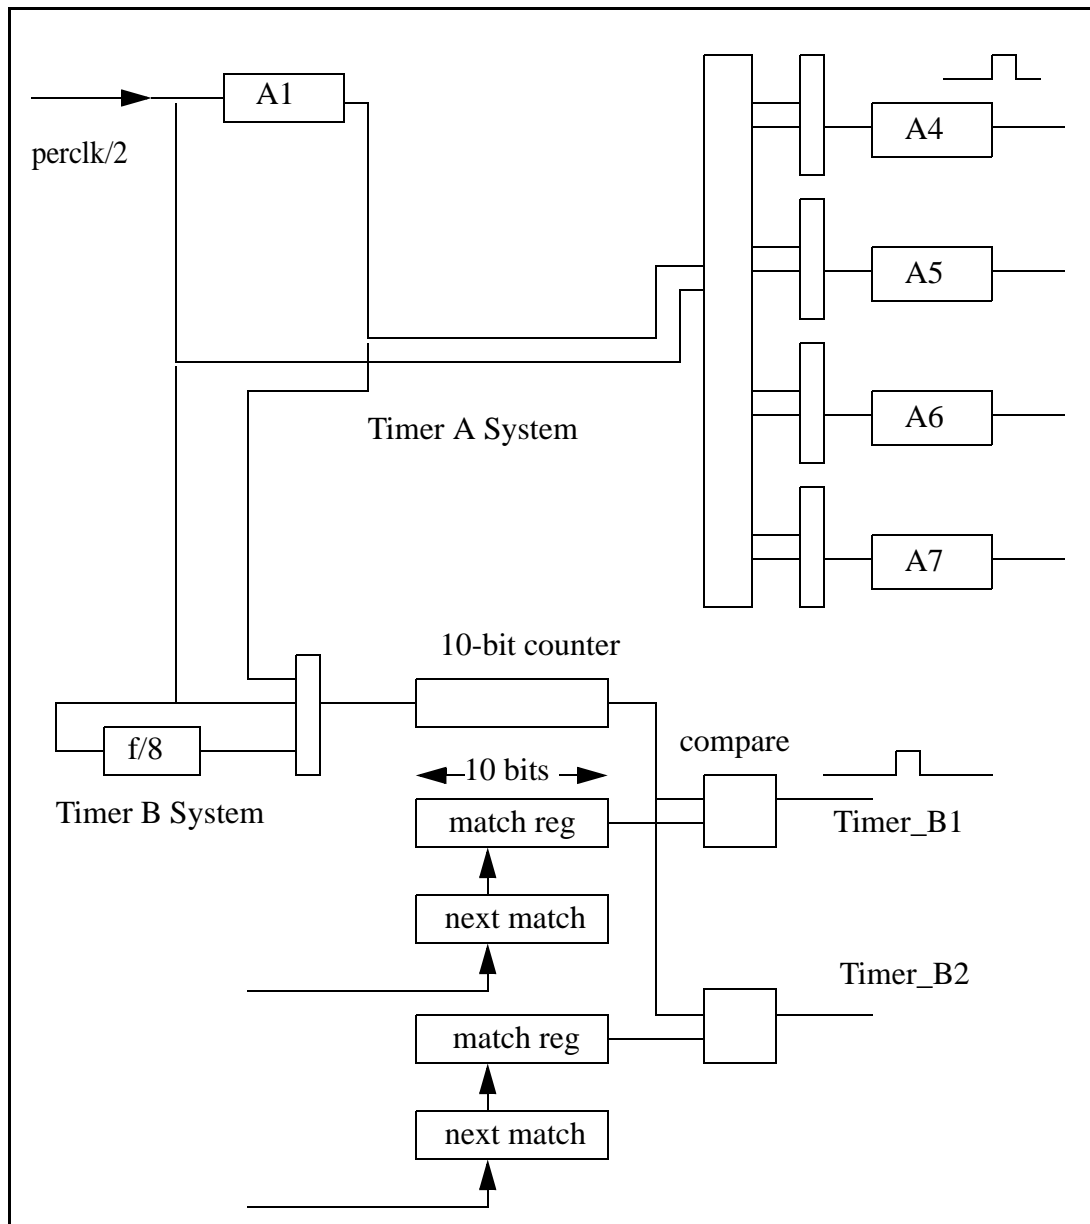 A1
perclk/2
A4
A5
Timer A System
A6
A7
10-bit counter
f/8
compare
10 bits
Timer B System
match reg
Timer_B1
next match
Timer_B2
match reg
next match